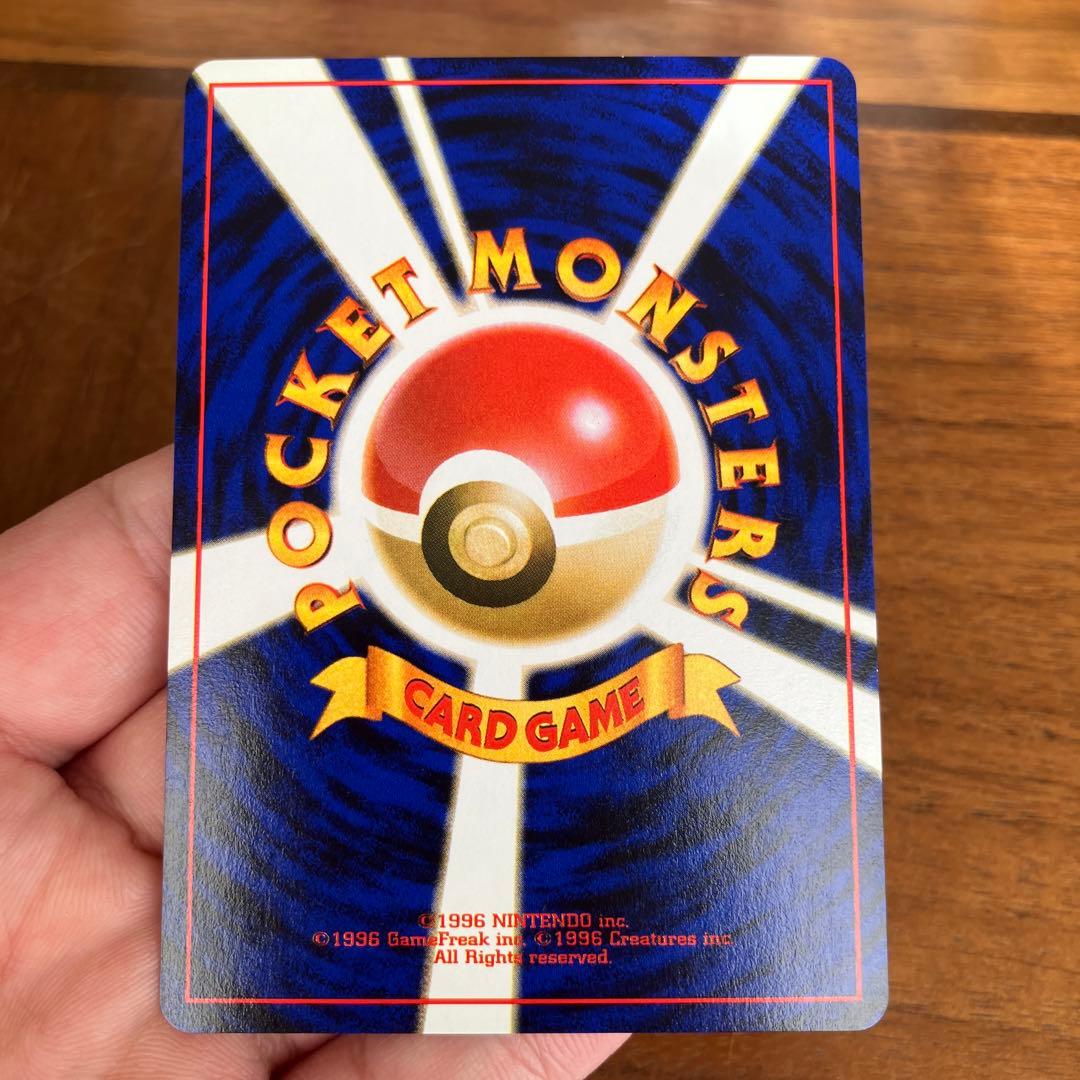 POCKET MONSTERS
CARD GAME
©1996 NINTENDO inc.
©1996 GameFreak inc. ©1996 Creatures inc.
All Rights reserved.